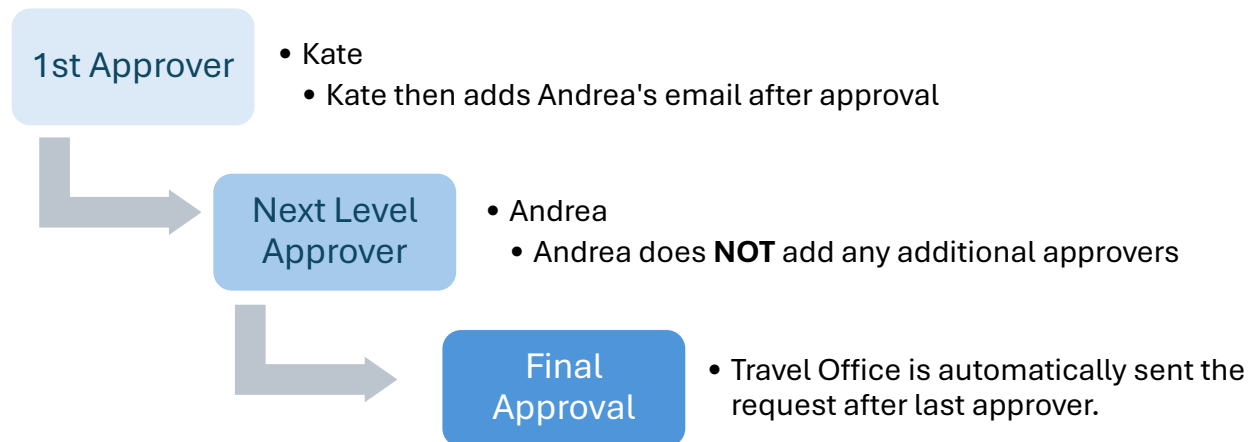 1st Approver
• Kate
• Kate then adds Andrea's email after approval
Next Level
Approver
• Andrea
• Andrea does NOT add any additional approvers
Final
Approval
• Travel Office is automatically sent the
request after last approver.